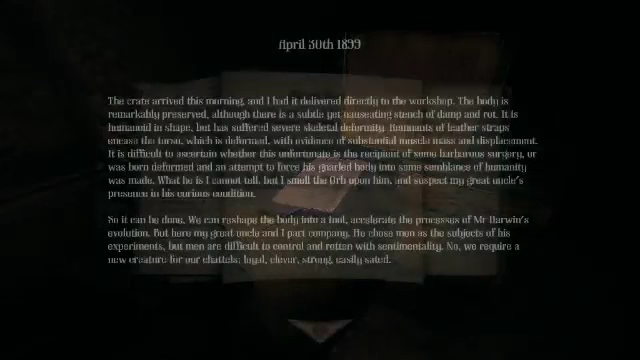 April 30th 1899
The crate arrived this morning, and I had it delivered directly to the workshop. The body is
remarkably preserved, although there is a subtle yet nauseating stench of damp and rot. It is
humanoid in shape, but has suffered severe skeletal deformity. Remnants of leather straps
encase the torso, which is deformed, with evidence of substantial muscle mass and displacement.
It is difficult to ascertain whether this unfortunate is the recipient of some barbarous surgery, or
was born deformed and an attempt to force his gnarled body into some semblance of humanity
was made. What he is I cannot tell, but I smell the Orb upon him, and suspect my great uncle's
presence in his curious condition.
So it can be done. We can reshape the body into a tool, accelerate the processes of Mr Darwin's
evolution. But here my great uncle and I part company. He chose men as the subjects of his
experiments, but men are difficult to control and rotten with sentimentality. No, we require a
new creature for our chattels: loyal, clever, strong, easily sated.